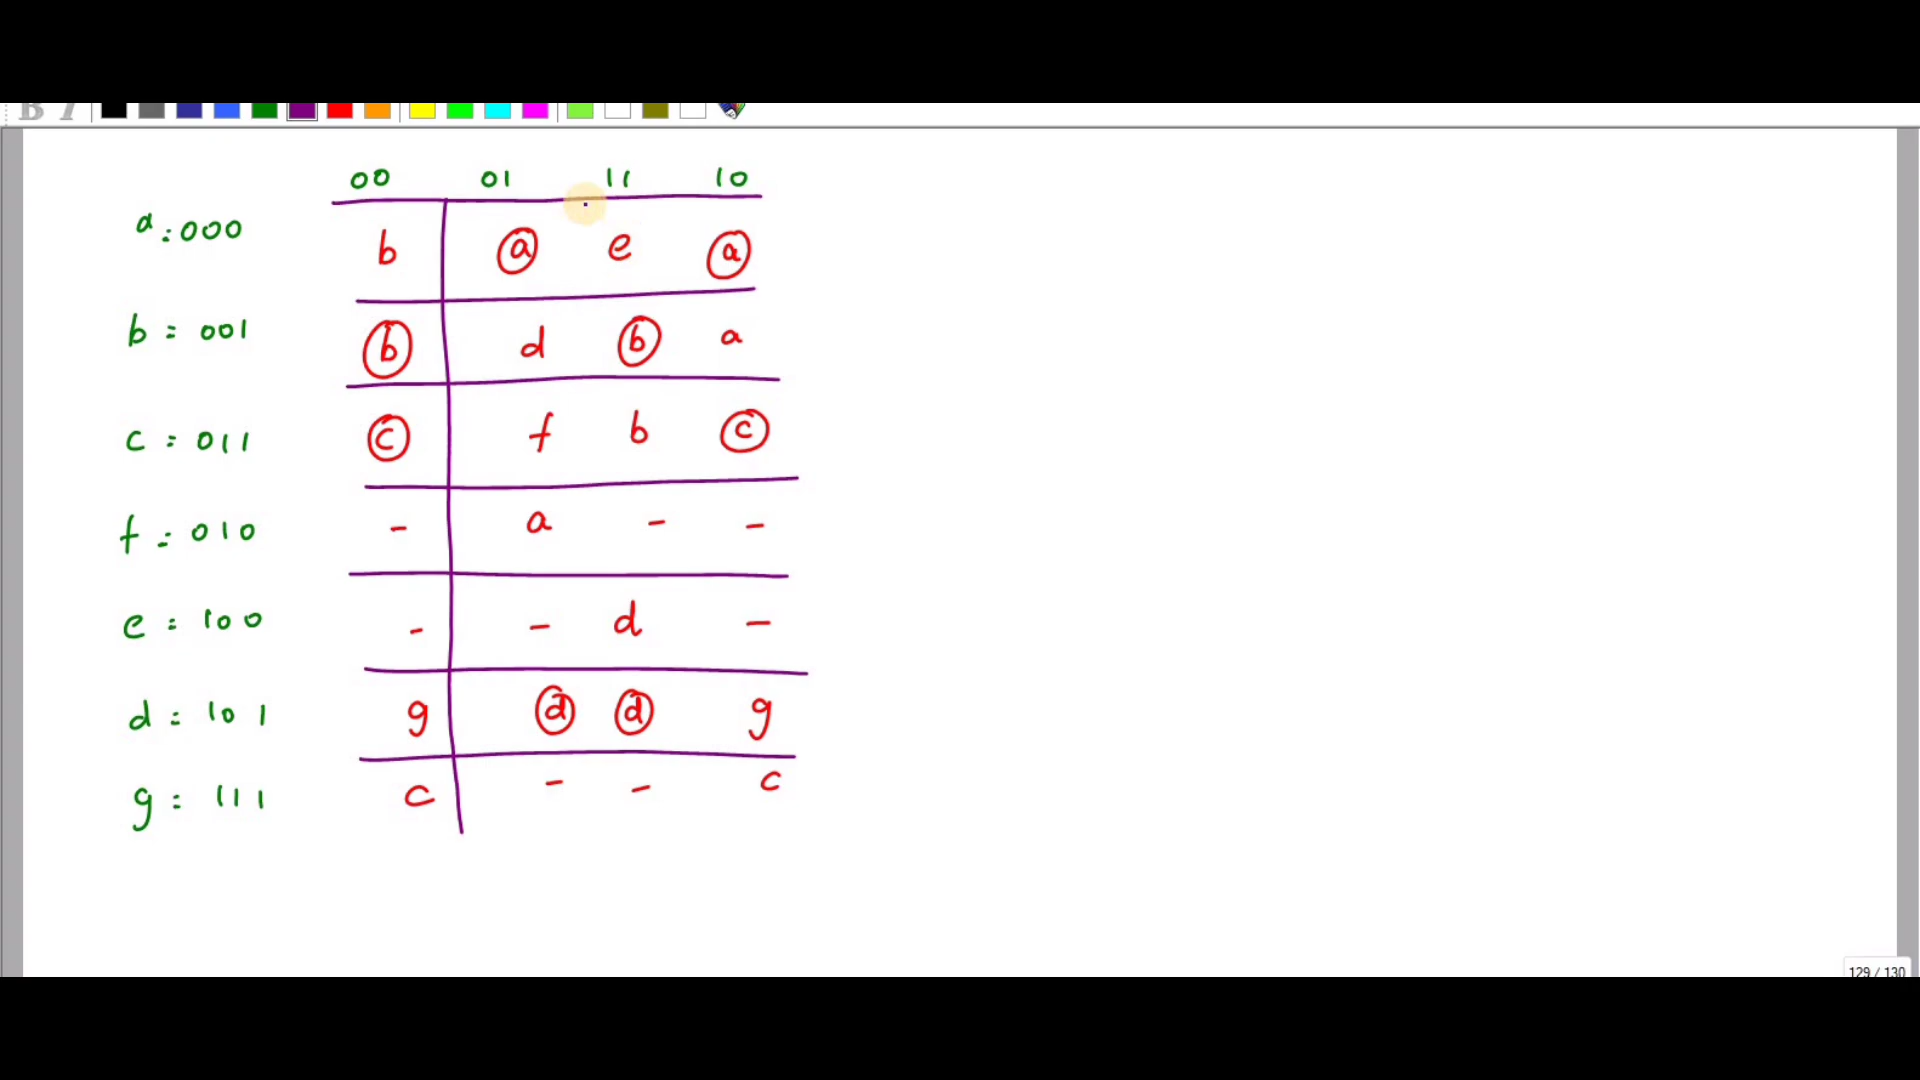 B I
00 01 11 10
a : 000 b a e a
b = 001 b d b a
c : 011 c f b c
f = 010 - a - -
e : 100 - - d -
d = 101 g d d g
g = 111 c - - c
129 / 130